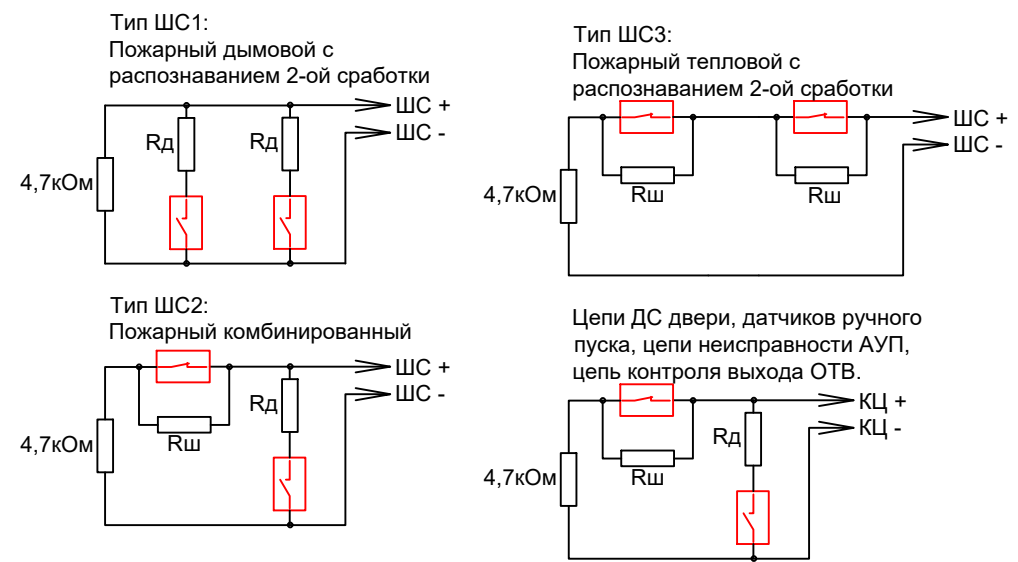 Тип ШС1:
Пожарный дымовой с
распознаванием 2-ой сработки
ШС +
ШС -
Rд
Rд
4,7кОм
Тип ШС3:
Пожарный тепловой с
распознаванием 2-ой сработки
ШС +
ШС -
Rш
Rш
4,7кОм
Тип ШС2:
Пожарный комбинированный
ШС +
ШС -
Rд
Rш
4,7кОм
Цепи ДС двери, датчиков ручного
пуска, цепи неисправности АУП,
цепь контроля выхода ОТВ.
КЦ +
КЦ -
Rд
Rш
4,7кОм